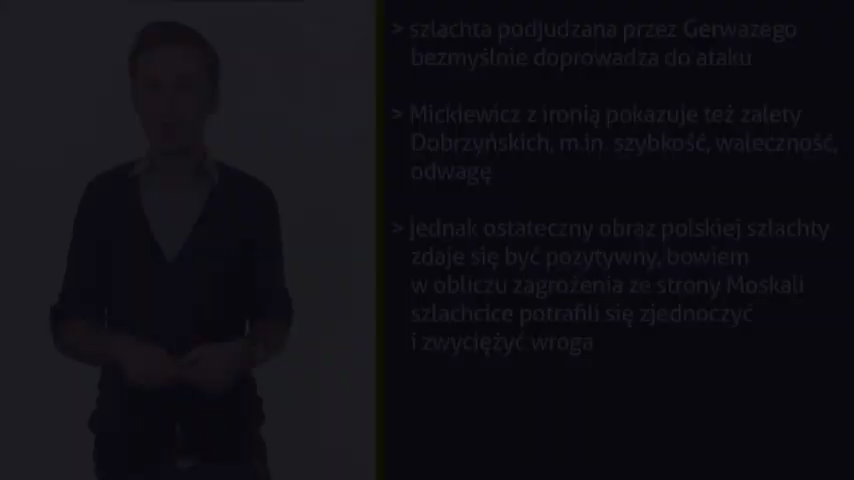 > szlachta podjudzana przez Gerwazego
bezmyślnie doprowadza do ataku
> Mickiewicz z ironią pokazuje też zalety
Dobrzyńskich, m.in. szybkość, waleczność,
odwagę
> jednak ostateczny obraz polskiej szlachty
zdaje się być pozytywny, bowiem
w obliczu zagrożenia ze strony Moskali
szlachcice potrafili się zjednoczyć
i zwyciężyć wroga